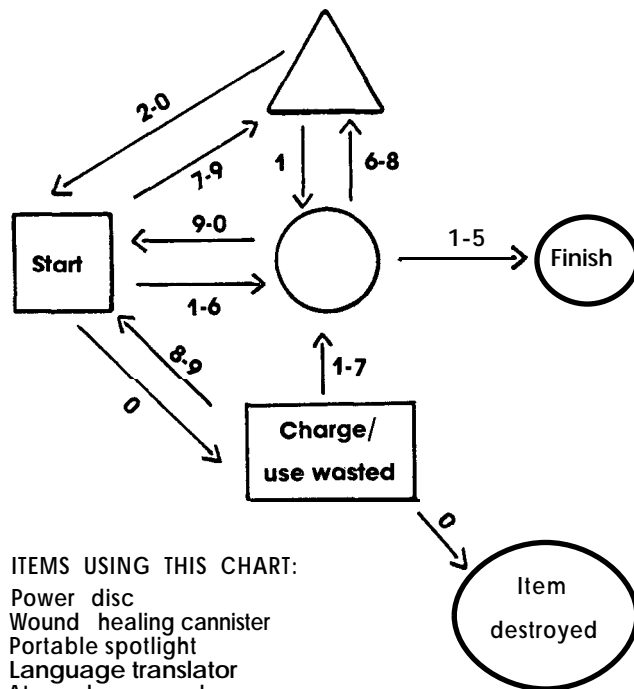 2-0
7-9
1
6-8
Start
9-0
1-6
1-5
Finish
8-9
0
1-7
Charge/
use wasted
0
Item
destroyed
ITEMS USING THIS CHART:
Power disc
Wound healing cannister
Portable spotlight
Language translator